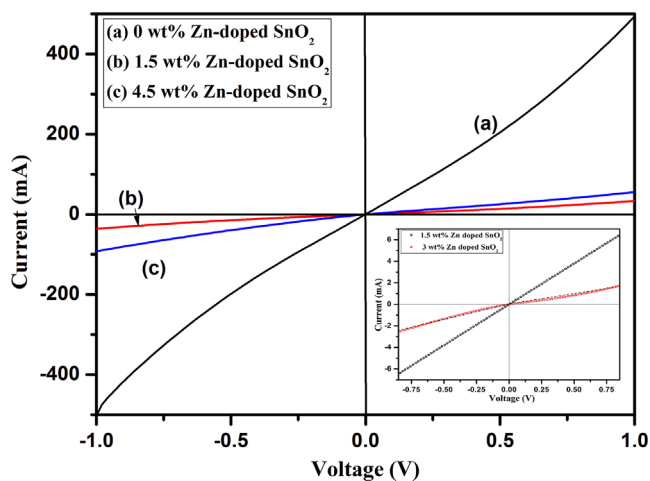 (a) 0 wt% Zn-doped SnO2
(b) 1.5 wt% Zn-doped SnO2
(c) 4.5 wt% Zn-doped SnO2
400
200
0
-200
-400
Current (mA)
(a)
(b)
(c)
-1.0 -0.5 0.0 0.5 1.0
Voltage (V)
1.5 wt% Zn doped SnO2
3 wt% Zn doped SnO2
6
4
2
0
-2
-4
-6
Current (mA)
-0.75 -0.50 -0.25 0.00 0.25 0.50 0.75
Voltage (V)